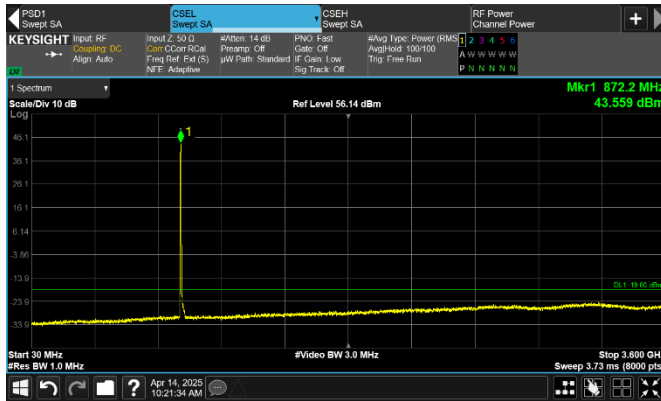 PSD1
Swept SA
CSEL
Swept SA
CSEH
Swept SA
RF Power
Channel Power
KEYSIGHT
Input: RF
Coupling: DC
Align: Auto
Input Z: 50 Ω
Corr CCorr RCal
Freq Ref: Ext (S)
NFE: Adaptive
#Atten: 14 dB
Preamp: Off
µW Path: Standard
PNO: Fast
Gate: Off
IF Gain: Low
Sig Track: Off
#Avg Type: Power (RMS
Avg|Hold: 100/100
Trig: Free Run
1 2 3 4 5 6
A W W W W W
P N N N N N
1 Spectrum
Scale/Div 10 dB
Log
Ref Level 56.14 dBm
Mkr1 872.2 MHz
43.559 dBm
1
46.1
36.1
26.1
16.1
6.14
-3.86
-13.9
-23.9
-33.9
Start 30 MHz
#Res BW 1.0 MHz
#Video BW 3.0 MHz
Stop 3.600 GH
Sweep 3.73 ms (8000 pts
?
Apr 14, 2025
10:21:34 AM